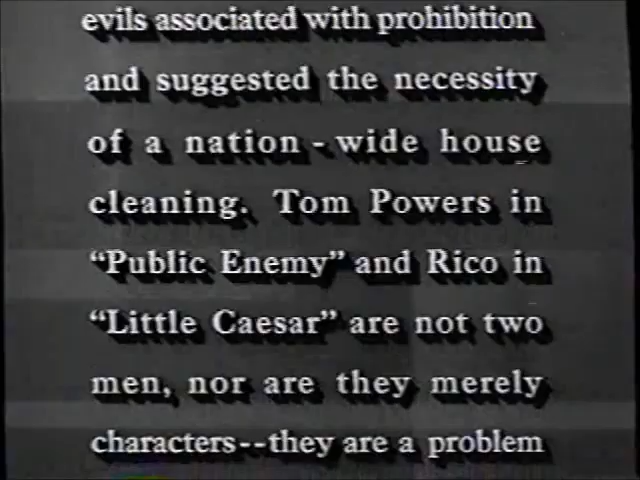 evils associated with prohibition
and suggested the necessity
of a nation - wide house
cleaning. Tom Powers in
“Public Enemy” and Rico in
“Little Caesar” are not two
men, nor are they merely
characters--they are a problem